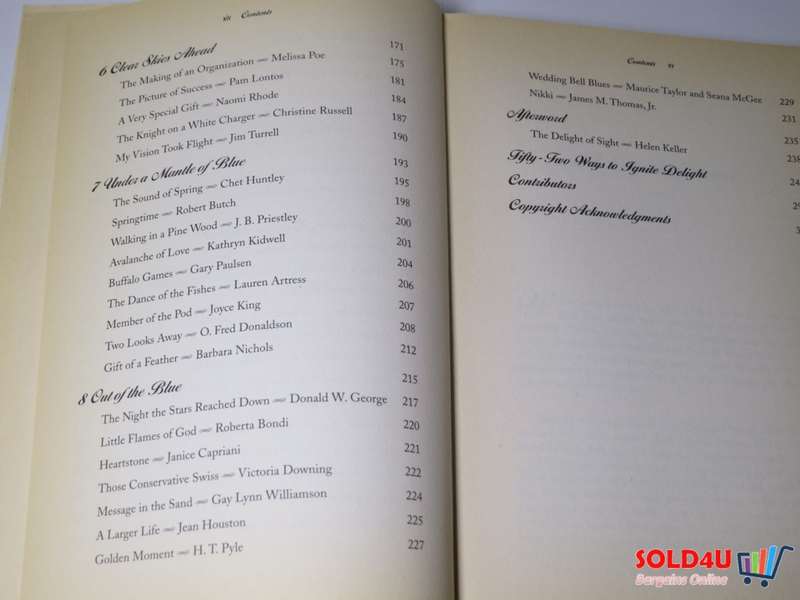 xii Contents
6 Clear Skies Ahead 171
The Making of an Organization — Melissa Poe 175
The Picture of Success — Pam Lontos 181
A Very Special Gift — Naomi Rhode 184
The Knight on a White Charger — Christine Russell 187
My Vision Took Flight — Jim Turrell 190
7 Under a Mantle of Blue 193
The Sound of Spring — Chet Huntley 195
Springtime — Robert Butch 198
Walking in a Pine Wood — J. B. Priestley 200
Avalanche of Love — Kathryn Kidwell 201
Buffalo Games — Gary Paulsen 204
The Dance of the Fishes — Lauren Artress 206
Member of the Pod — Joyce King 207
Two Looks Away — O. Fred Donaldson 208
Gift of a Feather — Barbara Nichols 212
8 Out of the Blue 215
The Night the Stars Reached Down — Donald W. George 217
Little Flames of God — Roberta Bondi 220
Heartstone — Janice Capriani 221
Those Conservative Swiss — Victoria Downing 222
Message in the Sand — Gay Lynn Williamson 224
A Larger Life — Jean Houston 225
Golden Moment — H. T. Pyle 227
Contents
Wedding Bell Blues — Maurice Taylor and Seana McGee 229
Nikki — James M. Thomas, Jr. 231
Afterword 235
The Delight of Sight — Helen Keller
Fifty-Two Ways to Ignite Delight
Contributors
Copyright Acknowledgments
SOLD4U
Bargains Online